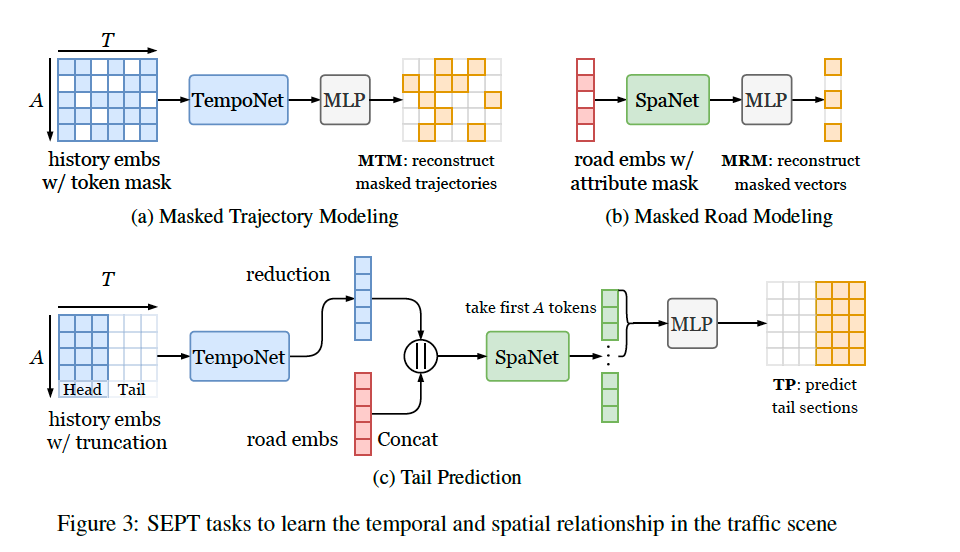 T
A
TempoNet
MLP
history embs
w/ token mask
MTM: reconstruct
masked trajectories
(a) Masked Trajectory Modeling
SpaNet
MLP
road embs w/
attribute mask
MRM: reconstruct
masked vectors
(b) Masked Road Modeling
T
A
Head
Tail
history embs
w/ truncation
TempoNet
reduction
road embs
||
Concat
SpaNet
take first A tokens
MLP
TP: predict
tail sections
(c) Tail Prediction
Figure 3: SEPT tasks to learn the temporal and spatial relationship in the traffic scene